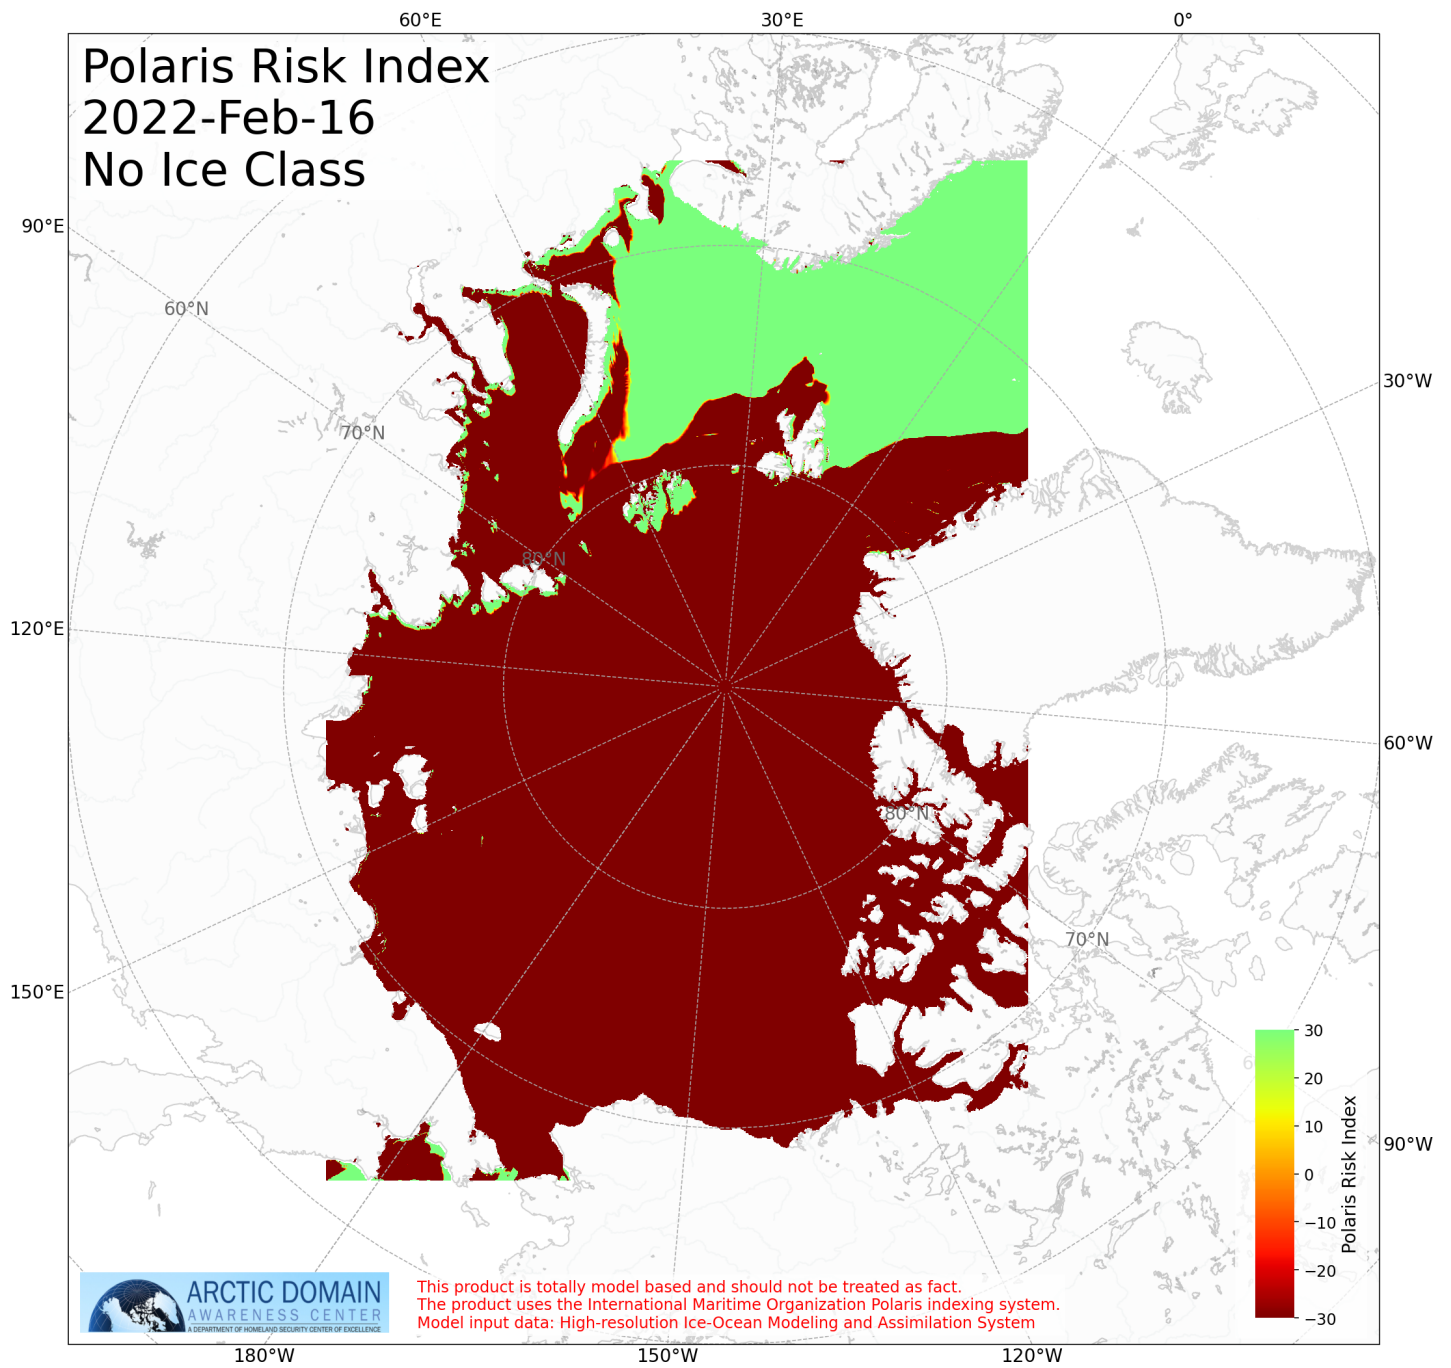 60°E 30°E 0°
Polaris Risk Index
2022-Feb-16
No Ice Class
90°E
60°N
30°W
70°N
80°N
120°E
60°W
80°N
70°N
150°E
30
20
10
0
−10
−20
−30
Polaris Risk Index
90°W
ARCTIC DOMAIN
AWARENESS CENTER
A DEPARTMENT OF HOMELAND SECURITY CENTER OF EXCELLENCE
This product is totally model based and should not be treated as fact.
The product uses the International Maritime Organization Polaris indexing system.
Model input data: High-resolution Ice-Ocean Modeling and Assimilation System
180°W 150°W 120°W